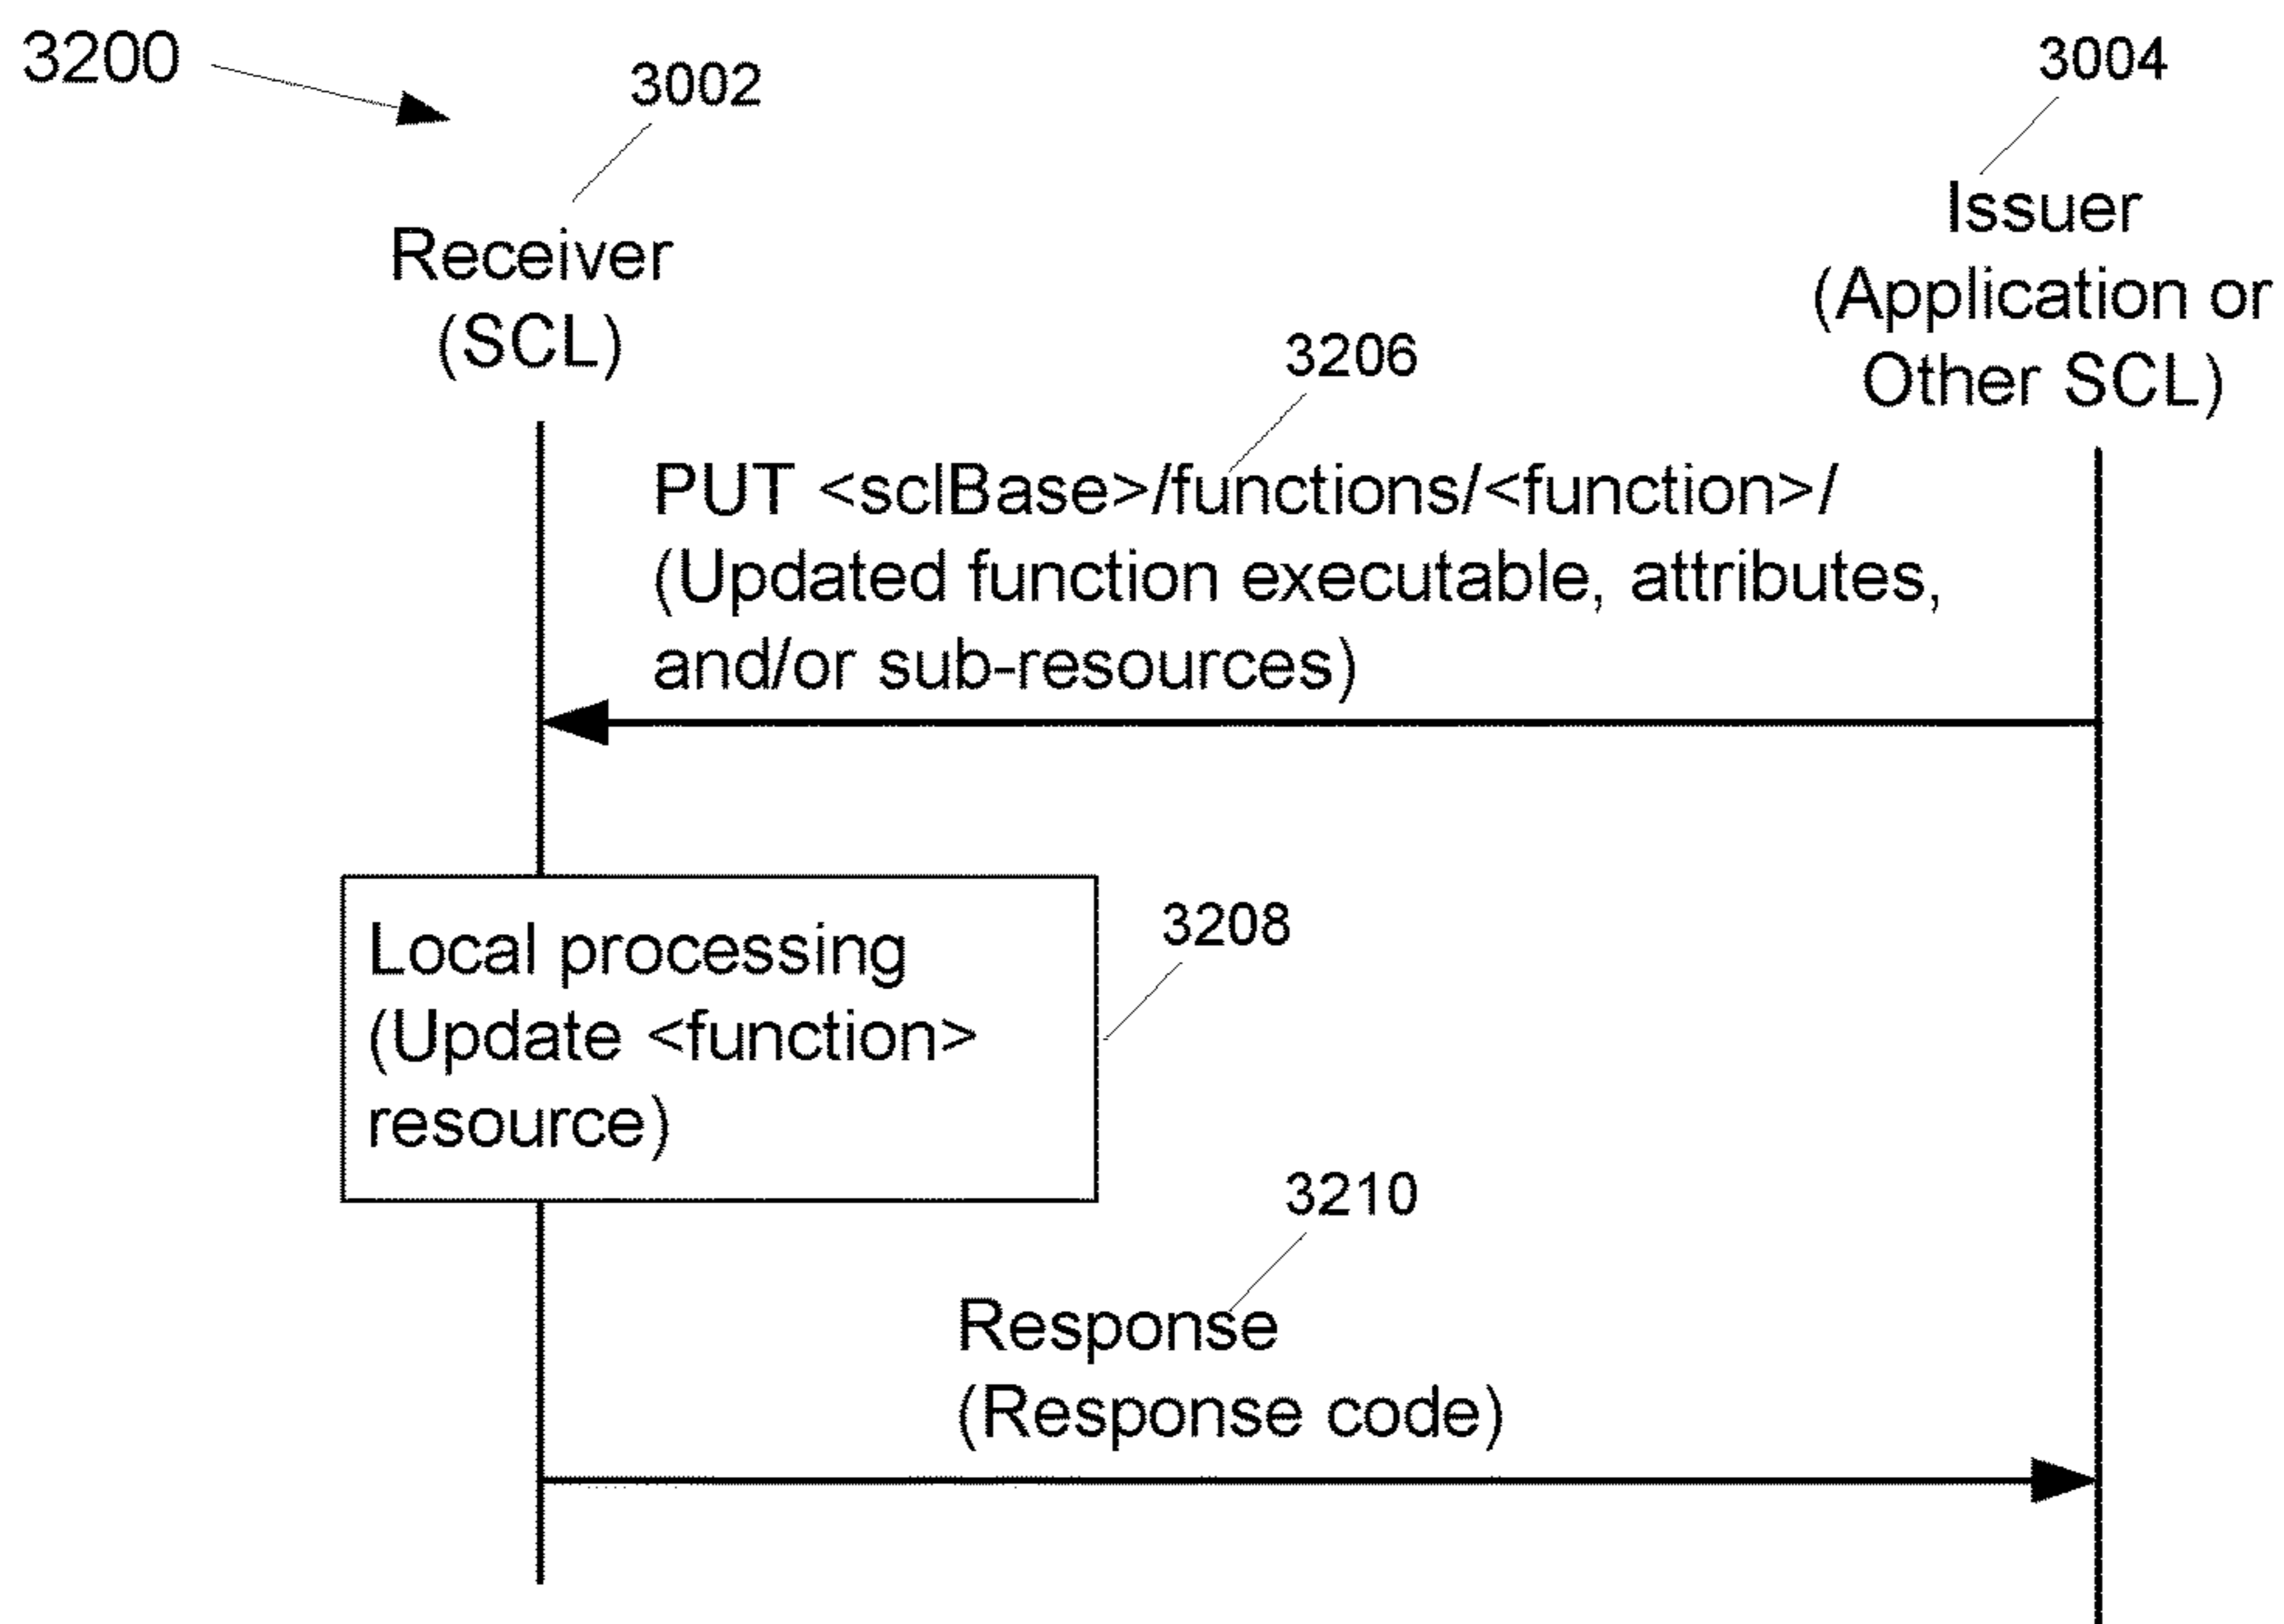 3200
3002
3004
Receiver
(SCL)
Issuer
(Application or
Other SCL)
3206
PUT <sclBase>/functions/<function>/
(Updated function executable, attributes,
and/or sub-resources)
3208
Local processing
(Update <function>
resource)
3210
Response
(Response code)